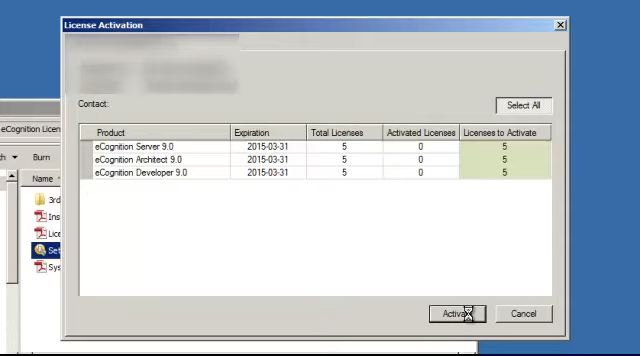 License Activation
Contact:
Select All
Product Expiration Total Licenses Activated Licenses Licenses to Activate
eCognition Server 9.0 2015-03-31 5 0 5
eCognition Architect 9.0 2015-03-31 5 0 5
eCognition Developer 9.0 2015-03-31 5 0 5
Cancel
eCognition Licen
Burn
Name
3rd
Ins
Lice
Set
Sys